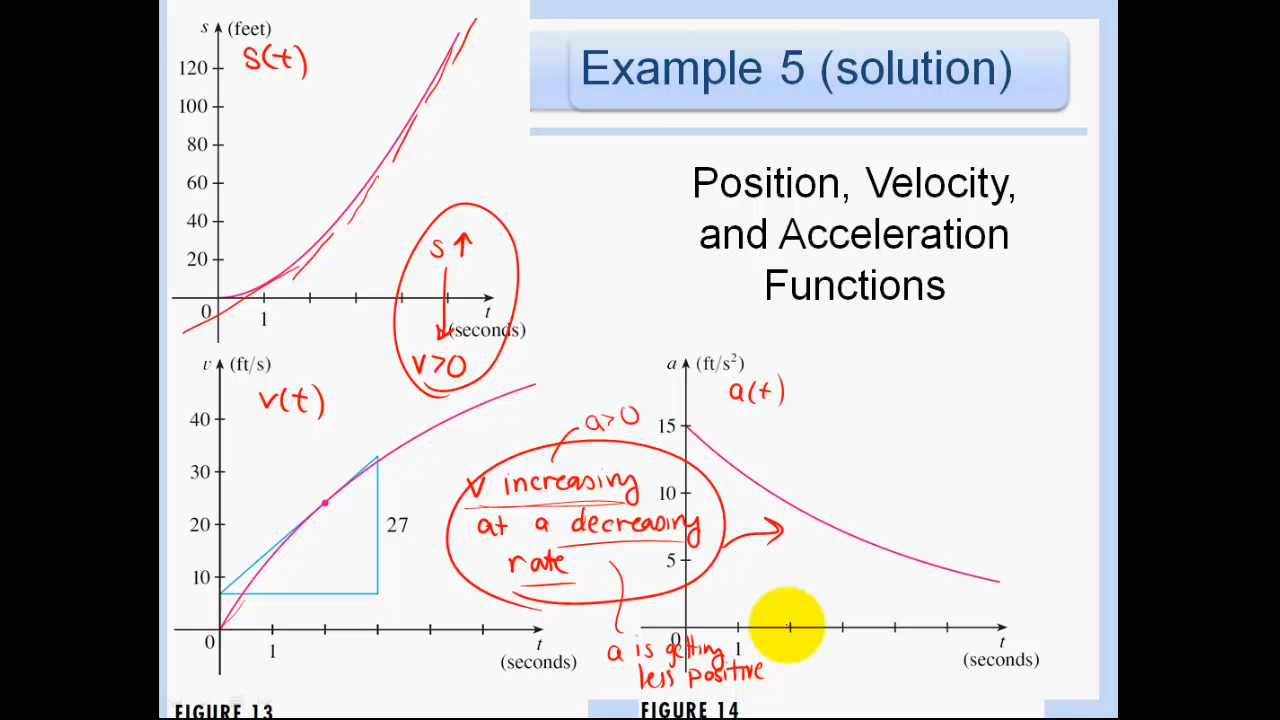 s (feet)
s(t)
120
100
80
60
40
20
0
1
t
(seconds)
s ↑
v>0
Example 5 (solution)
Position, Velocity,
and Acceleration
Functions
v (ft/s)
v(t)
40
30
20
10
0
1
27
t
(seconds)
FIGURE 13
a>0
v increasing
at a decreasing
rate
a is getting
less positive
a (ft/s²)
a(t)
15
10
5
0
1
t
(seconds)
FIGURE 14